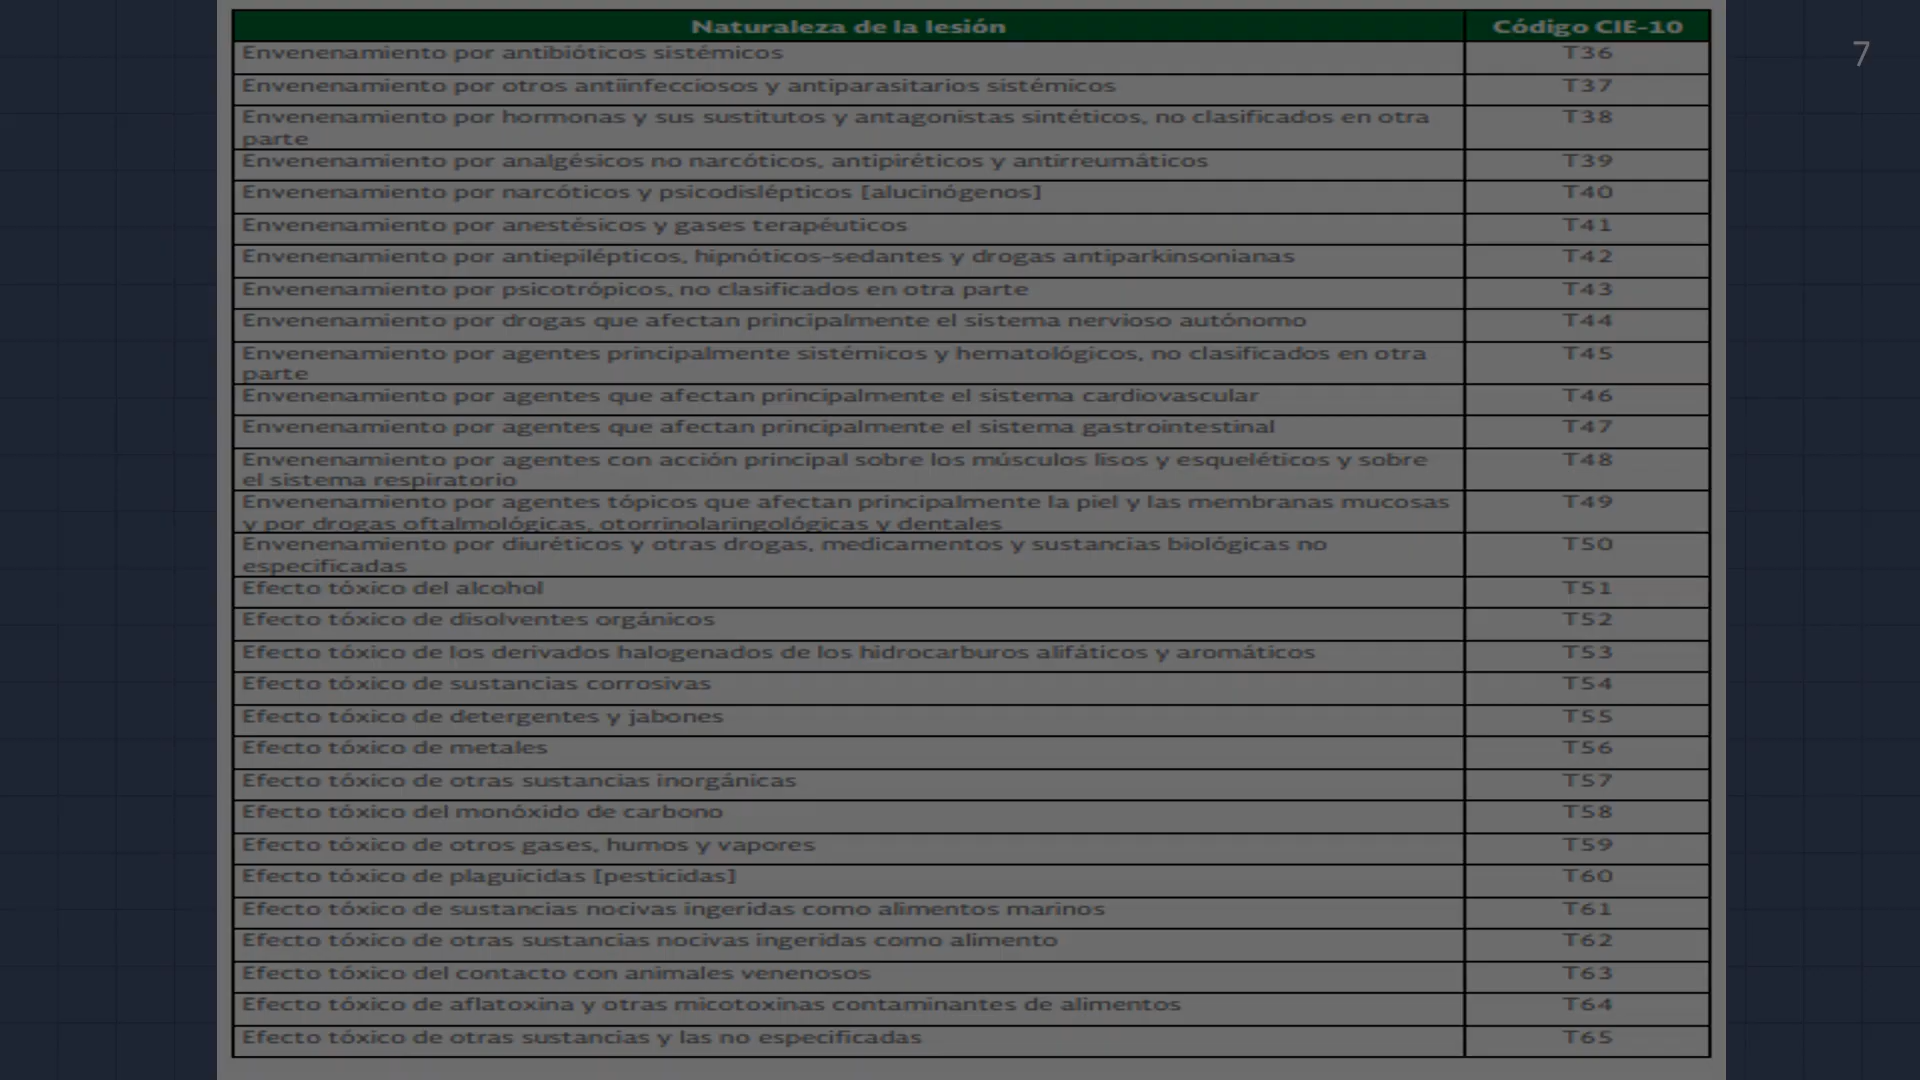 Naturaleza de la lesión Código CIE-10
7
Envenenamiento por antibióticos sistémicos T36
Envenenamiento por otros antiinfecciosos y antiparasitarios sistémicos T37
Envenenamiento por hormonas y sus sustitutos y antagonistas sintéticos, no clasificados en otra T38
parte
Envenenamiento por analgésicos no narcóticos, antipiréticos y antirreumáticos T39
Envenenamiento por narcóticos y psicodislépticos [alucinógenos] T40
Envenenamiento por anestésicos y gases terapéuticos T41
Envenenamiento por antiepilépticos, hipnóticos-sedantes y drogas antiparkinsonianas T42
Envenenamiento por psicotrópicos, no clasificados en otra parte T43
Envenenamiento por drogas que afectan principalmente el sistema nervioso autónomo T44
Envenenamiento por agentes principalmente sistémicos y hematológicos, no clasificados en otra T45
parte
Envenenamiento por agentes que afectan principalmente el sistema cardiovascular T46
Envenenamiento por agentes que afectan principalmente el sistema gastrointestinal T47
Envenenamiento por agentes con acción principal sobre los músculos lisos y esqueléticos y sobre T48
el sistema respiratorio
Envenenamiento por agentes tópicos que afectan principalmente la piel y las membranas mucosas T49
y por drogas oftalmológicas, otorrinolaringológicas y dentales
Envenenamiento por diuréticos y otras drogas, medicamentos y sustancias biológicas no T50
especificadas
Efecto tóxico del alcohol T51
Efecto tóxico de disolventes orgánicos T52
Efecto tóxico de los derivados halogenados de los hidrocarburos alifáticos y aromáticos T53
Efecto tóxico de sustancias corrosivas T54
Efecto tóxico de detergentes y jabones T55
Efecto tóxico de metales T56
Efecto tóxico de otras sustancias inorgánicas T57
Efecto tóxico del monóxido de carbono T58
Efecto tóxico de otros gases, humos y vapores T59
Efecto tóxico de plaguicidas [pesticidas] T60
Efecto tóxico de sustancias nocivas ingeridas como alimentos marinos T61
Efecto tóxico de otras sustancias nocivas ingeridas como alimento T62
Efecto tóxico del contacto con animales venenosos T63
Efecto tóxico de aflatoxina y otras micotoxinas contaminantes de alimentos T64
Efecto tóxico de otras sustancias y las no especificadas T65